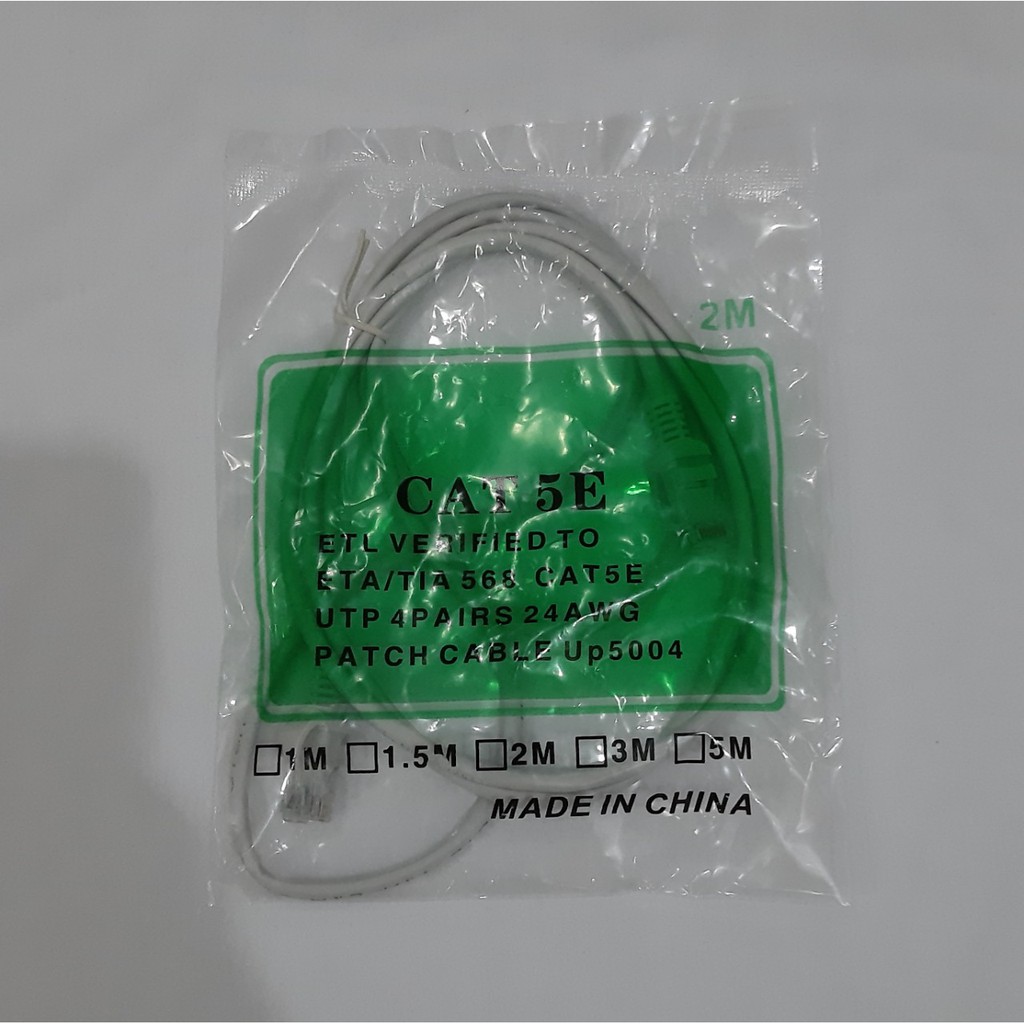 2M
CAT 5E
ETL VERIFIED TO
ETA/TIA 568 CAT5E
UTP 4PAIRS 24AWG
PATCH CABLE Up5004
1M 1.5M 2M 3M 5M
MADE IN CHINA